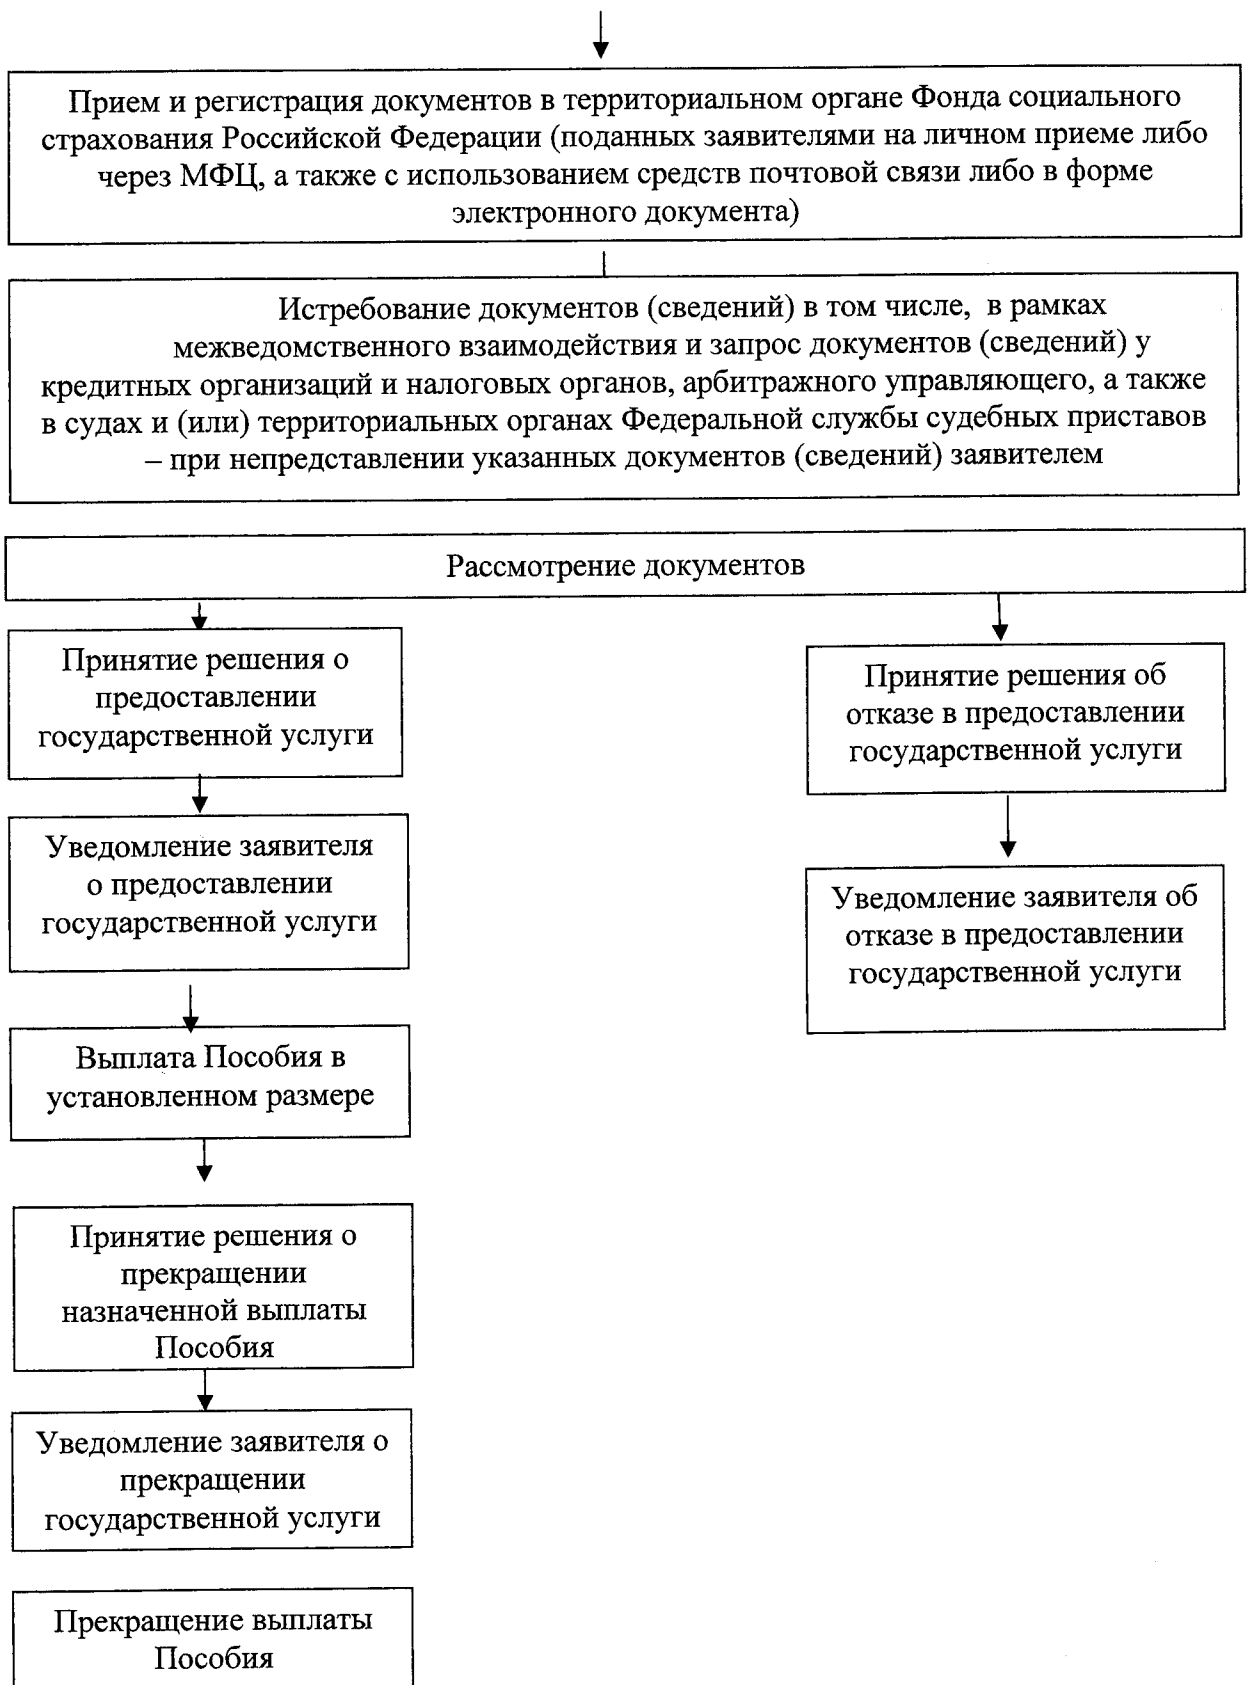 Прием и регистрация документов в территориальном органе Фонда социального
страхования Российской Федерации (поданных заявителями на личном приеме либо
через МФЦ, а также с использованием средств почтовой связи либо в форме
электронного документа)
Истребование документов (сведений) в том числе, в рамках
межведомственного взаимодействия и запрос документов (сведений) у
кредитных организаций и налоговых органов, арбитражного управляющего, а также
в судах и (или) территориальных органах Федеральной службы судебных приставов
– при непредставлении указанных документов (сведений) заявителем
Рассмотрение документов
Принятие решения о
предоставлении
государственной услуги
Уведомление заявителя
о предоставлении
государственной услуги
Выплата Пособия в
установленном размере
Принятие решения о
прекращении
назначенной выплаты
Пособия
Уведомление заявителя о
прекращении
государственной услуги
Прекращение выплаты
Пособия
Принятие решения об
отказе в предоставлении
государственной услуги
Уведомление заявителя об
отказе в предоставлении
государственной услуги